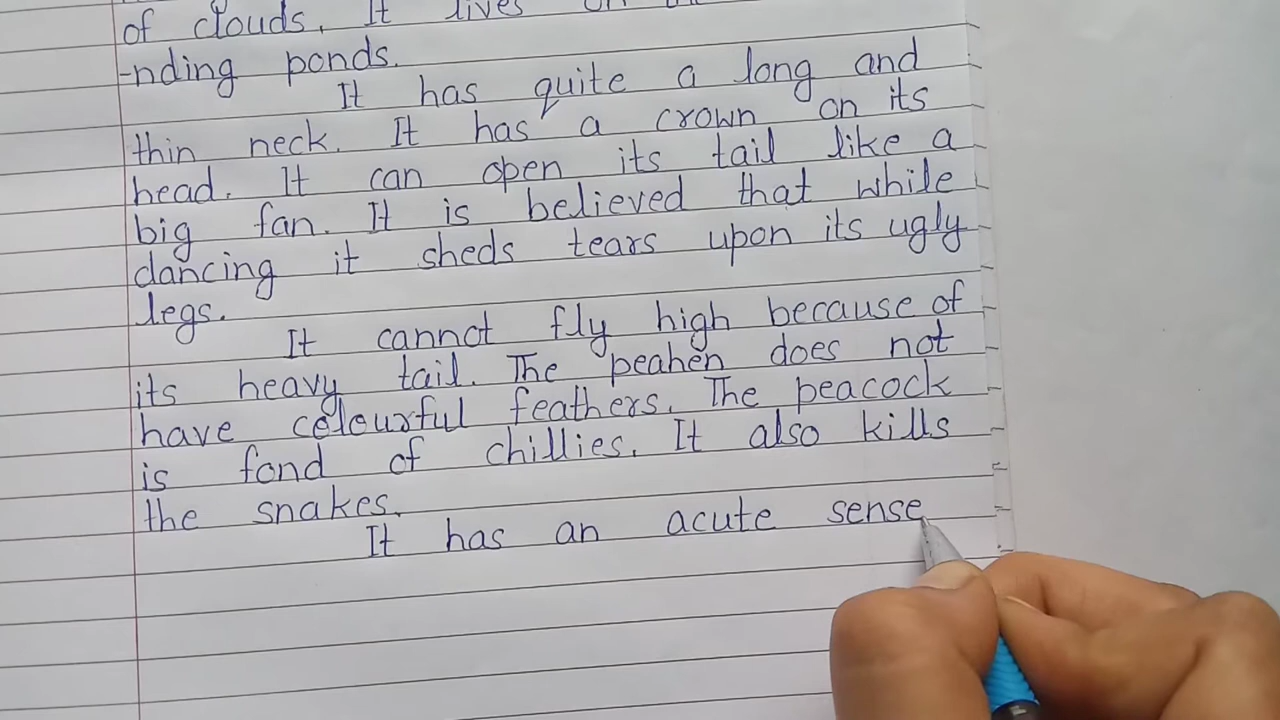 of clouds. It lives on
-nding ponds.
It has quite a long and
thin neck. It has a crown on its
head. It can open its tail like a
big fan. It is believed that while
dancing it sheds tears upon its ugly
legs.
It cannot fly high because of
its heavy tail. The peahen does not
have colourful feathers. The peacock
is fond of chillies. It also kills
the snakes.
It has an acute sense